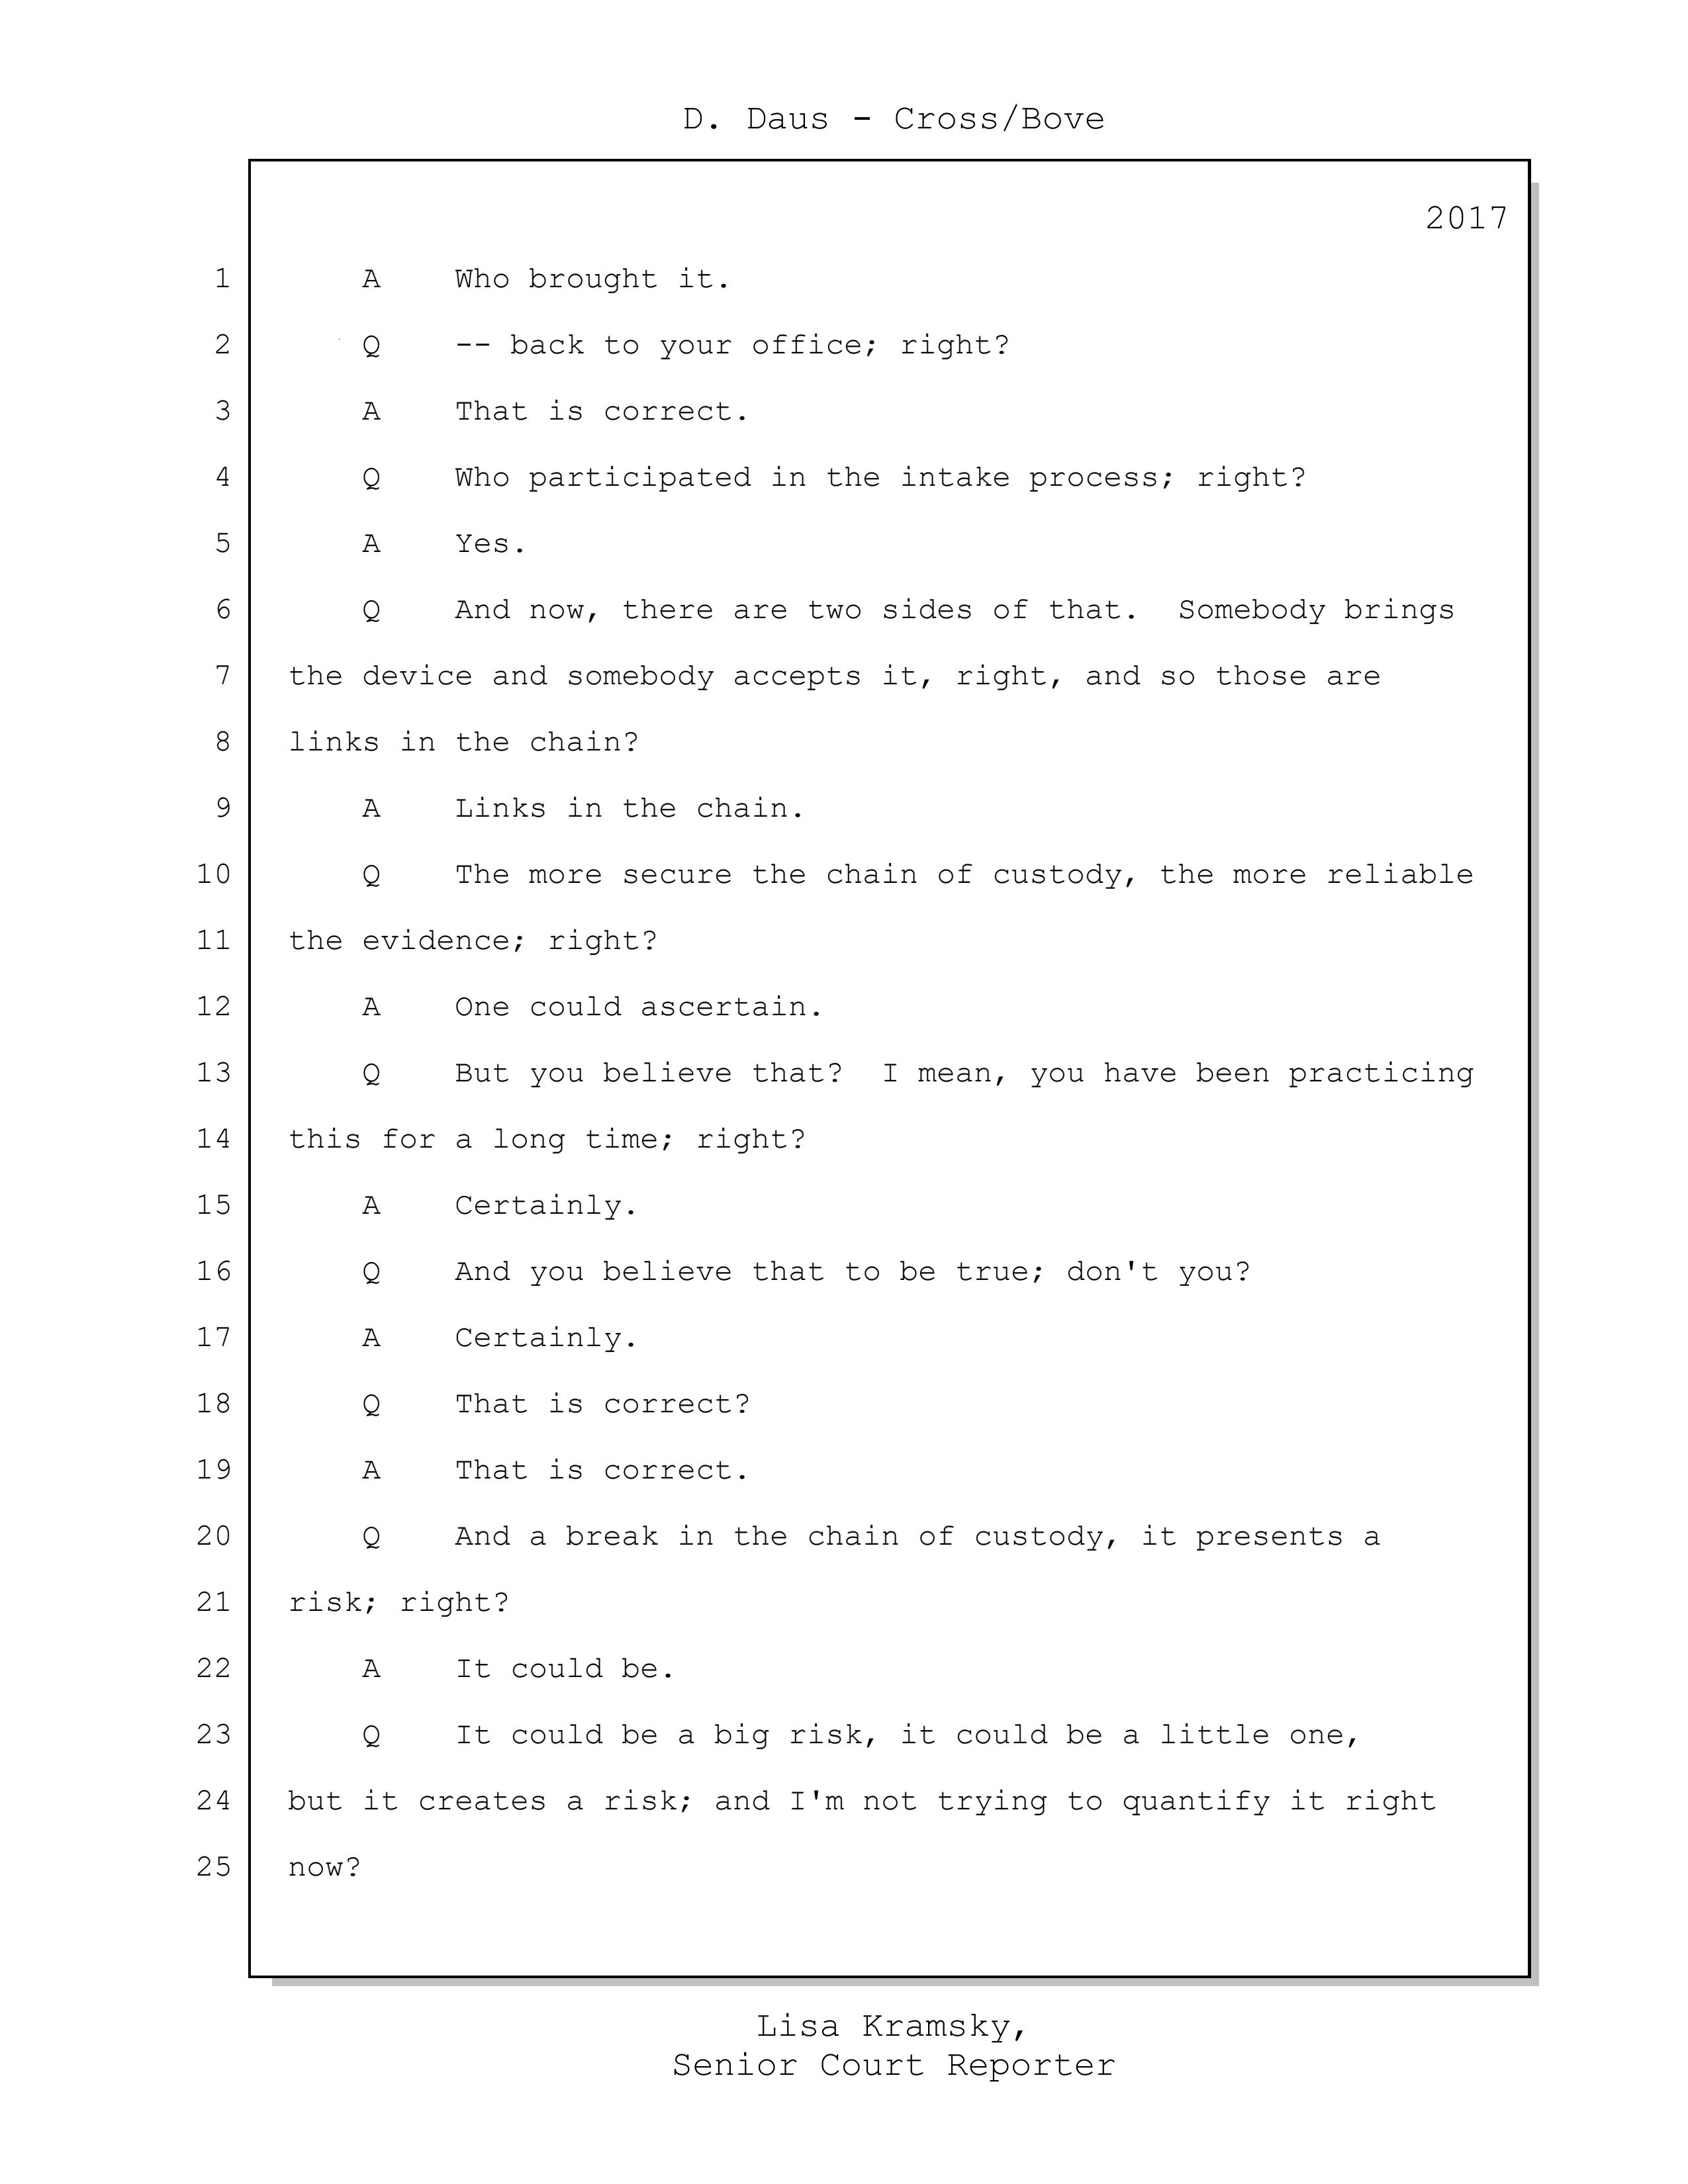 D. Daus - Cross/Bove
2017
1 A Who brought it.
2 Q -- back to your office; right?
3 A That is correct.
4 Q Who participated in the intake process; right?
5 A Yes.
6 Q And now, there are two sides of that. Somebody brings
7 the device and somebody accepts it, right, and so those are
8 links in the chain?
9 A Links in the chain.
10 Q The more secure the chain of custody, the more reliable
11 the evidence; right?
12 A One could ascertain.
13 Q But you believe that? I mean, you have been practicing
14 this for a long time; right?
15 A Certainly.
16 Q And you believe that to be true; don't you?
17 A Certainly.
18 Q That is correct?
19 A That is correct.
20 Q And a break in the chain of custody, it presents a
21 risk; right?
22 A It could be.
23 Q It could be a big risk, it could be a little one,
24 but it creates a risk; and I'm not trying to quantify it right
25 now?
Lisa Kramsky,
Senior Court Reporter